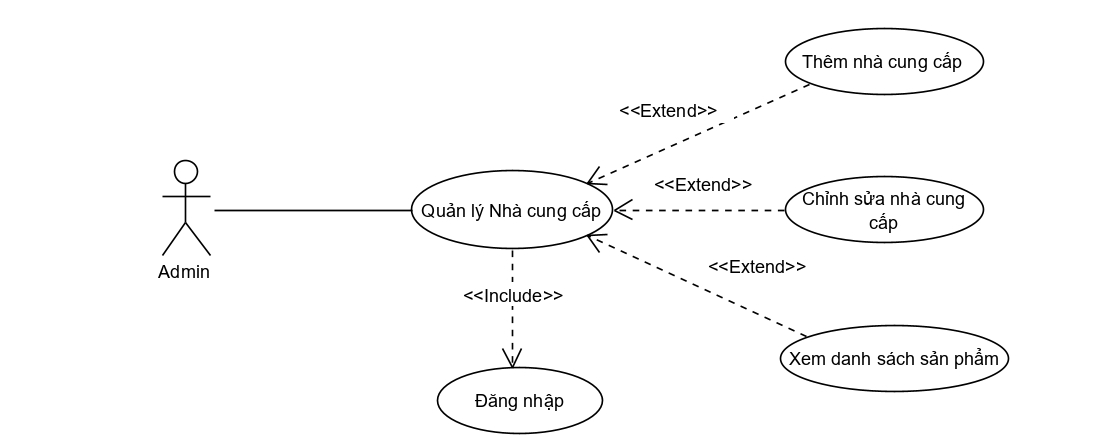 Thêm nhà cung cấp
<<Extend>>
<<Extend>>
Chỉnh sửa nhà cung
cấp
Quản lý Nhà cung cấp
Admin
<<Extend>>
<<Include>>
Xem danh sách sản phẩm
Đăng nhập